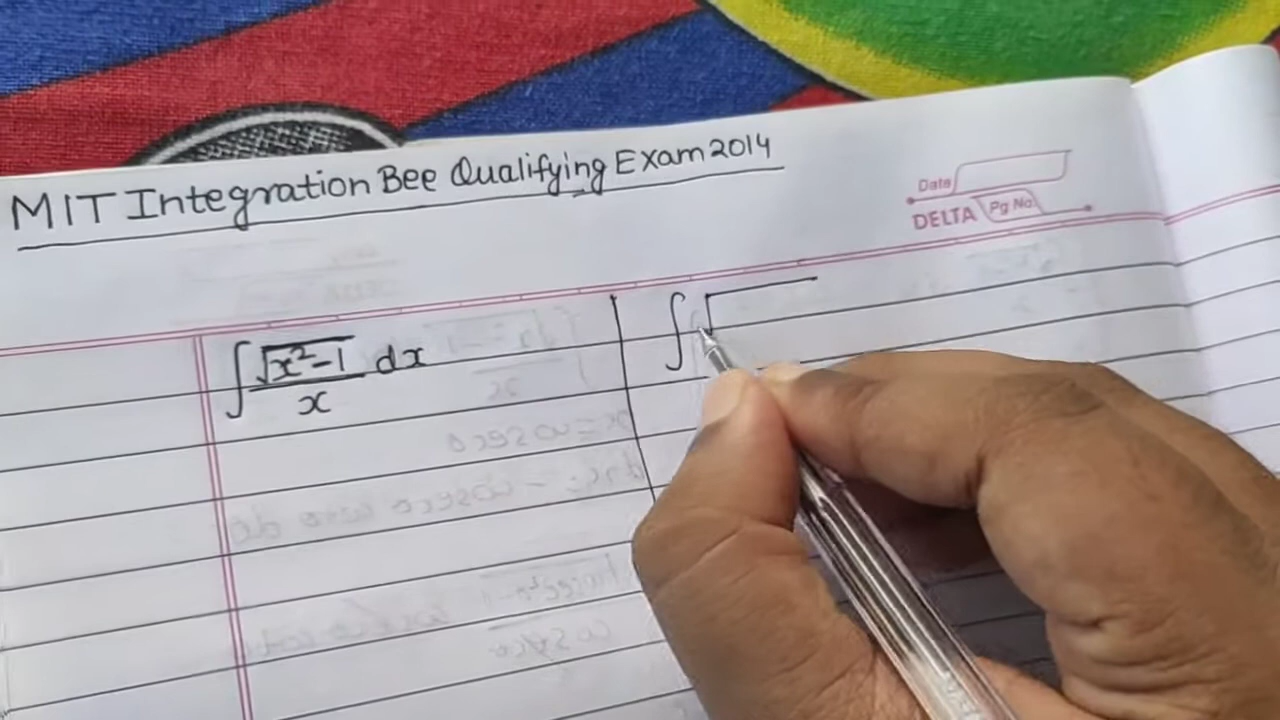 MIT Integration Bee Qualifying Exam 2014
Date
DELTA Pg No.
∫ √(x²-1)/x dx
∫ √